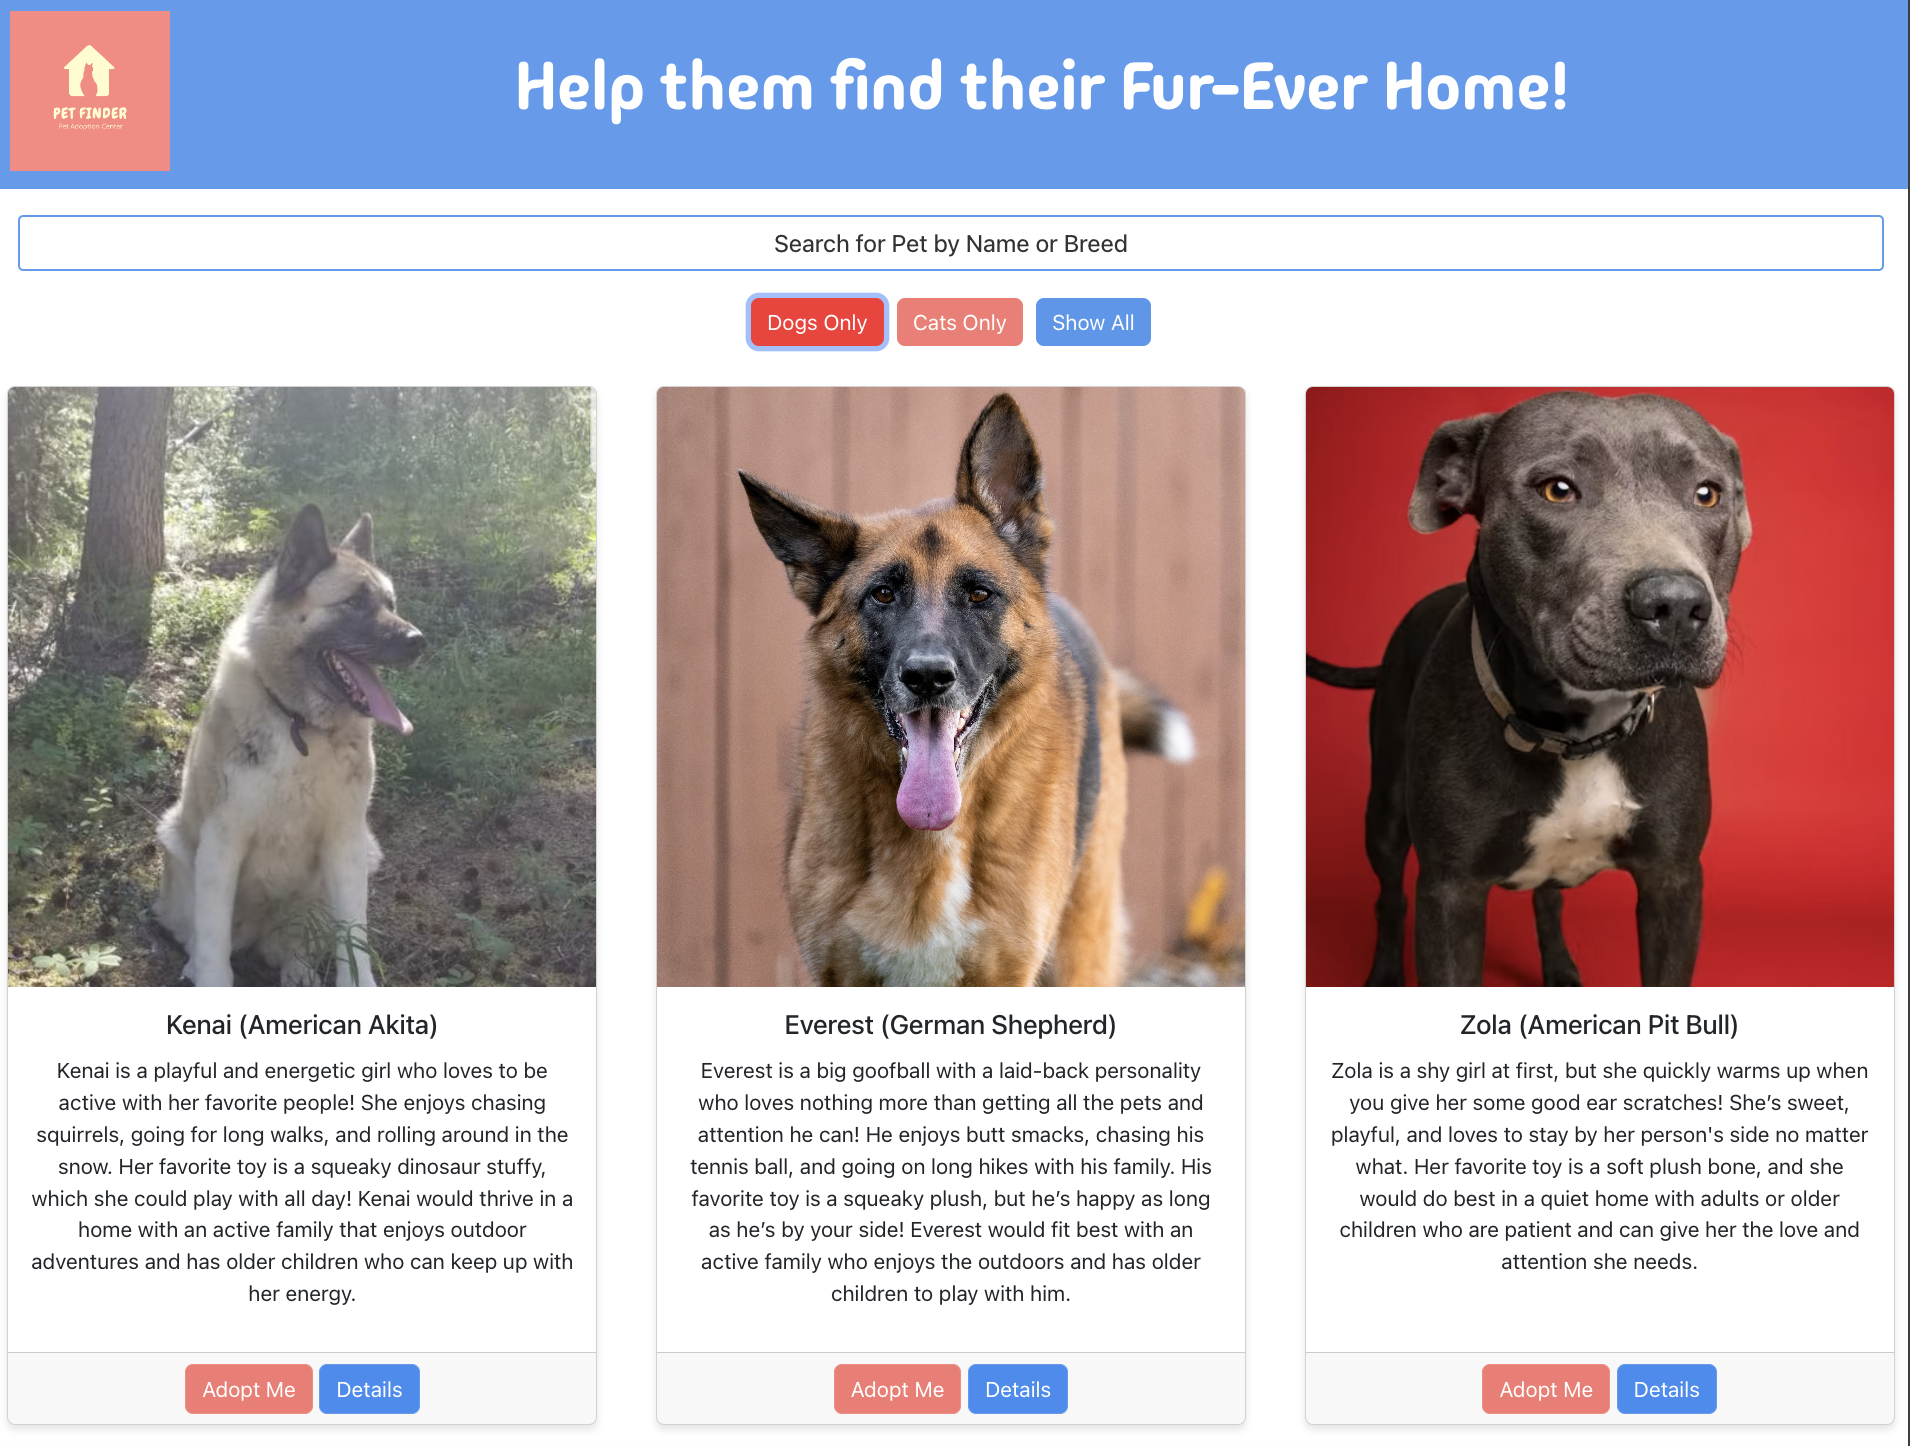 PET FINDER
Pet Adoption Center
Help them find their Fur-Ever Home!
Search for Pet by Name or Breed
Dogs Only
Cats Only
Show All
Kenai (American Akita)
Kenai is a playful and energetic girl who loves to be
active with her favorite people! She enjoys chasing
squirrels, going for long walks, and rolling around in the
snow. Her favorite toy is a squeaky dinosaur stuffy,
which she could play with all day! Kenai would thrive in a
home with an active family that enjoys outdoor
adventures and has older children who can keep up with
her energy.
Adopt Me
Details
Everest (German Shepherd)
Everest is a big goofball with a laid-back personality
who loves nothing more than getting all the pets and
attention he can! He enjoys butt smacks, chasing his
tennis ball, and going on long hikes with his family. His
favorite toy is a squeaky plush, but he’s happy as long
as he’s by your side! Everest would fit best with an
active family who enjoys the outdoors and has older
children to play with him.
Adopt Me
Details
Zola (American Pit Bull)
Zola is a shy girl at first, but she quickly warms up when
you give her some good ear scratches! She’s sweet,
playful, and loves to stay by her person's side no matter
what. Her favorite toy is a soft plush bone, and she
would do best in a quiet home with adults or older
children who are patient and can give her the love and
attention she needs.
Adopt Me
Details